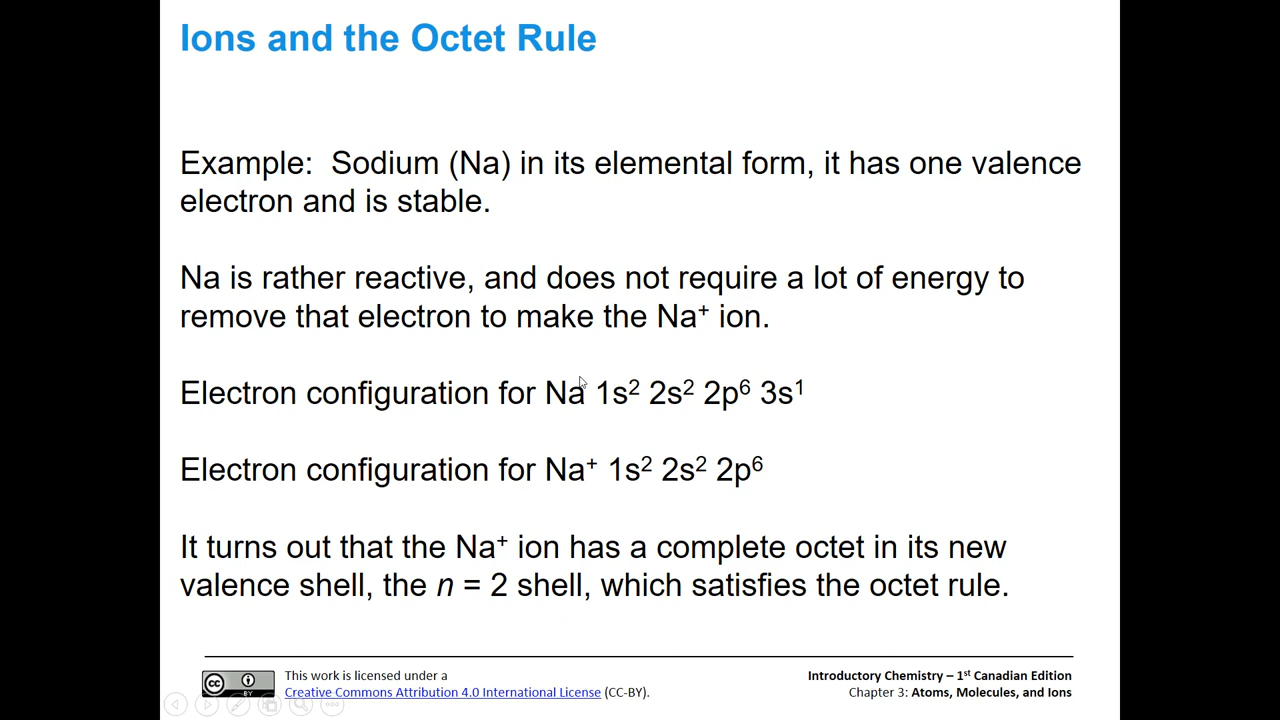 Ions and the Octet Rule
Example:  Sodium (Na) in its elemental form, it has one valence
electron and is stable.
Na is rather reactive, and does not require a lot of energy to
remove that electron to make the Na⁺ ion.
Electron configuration for Na 1s² 2s² 2p⁶ 3s¹
Electron configuration for Na⁺ 1s² 2s² 2p⁶
It turns out that the Na⁺ ion has a complete octet in its new
valence shell, the n = 2 shell, which satisfies the octet rule.
cc BY
This work is licensed under a
Creative Commons Attribution 4.0 International License (CC-BY).
Introductory Chemistry – 1ˢᵗ Canadian Edition
Chapter 3: Atoms, Molecules, and Ions